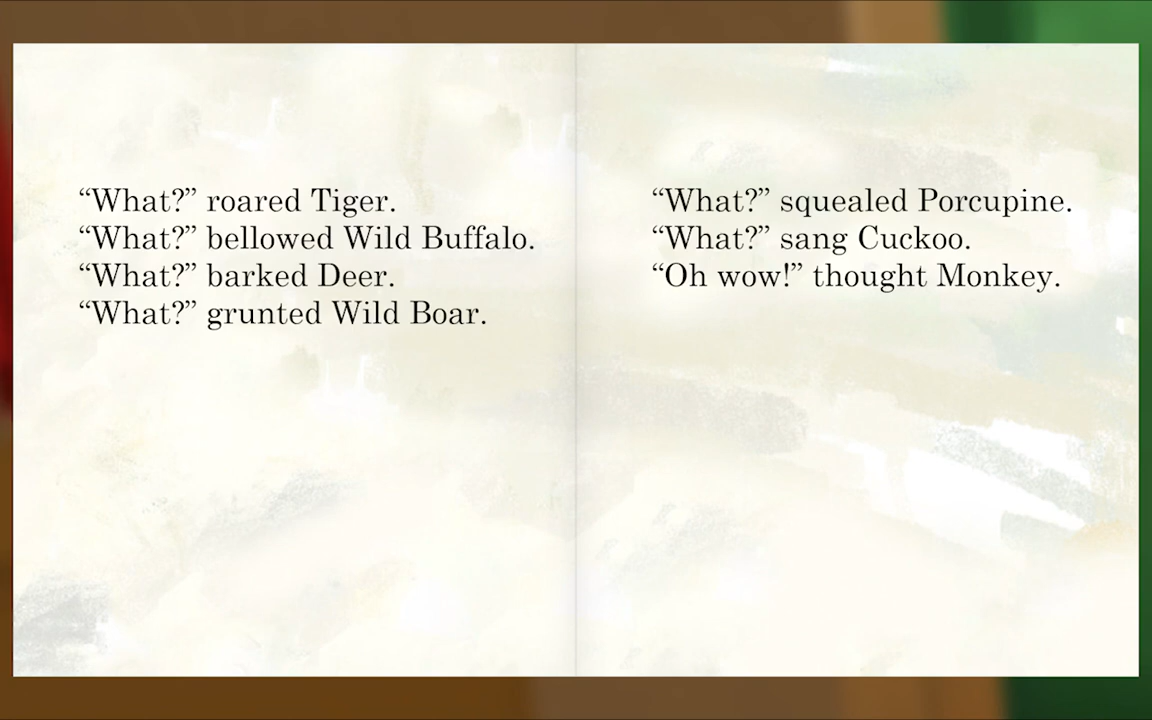 “What?” roared Tiger.
“What?” bellowed Wild Buffalo.
“What?” barked Deer.
“What?” grunted Wild Boar.
“What?” squealed Porcupine.
“What?” sang Cuckoo.
“Oh wow!” thought Monkey.